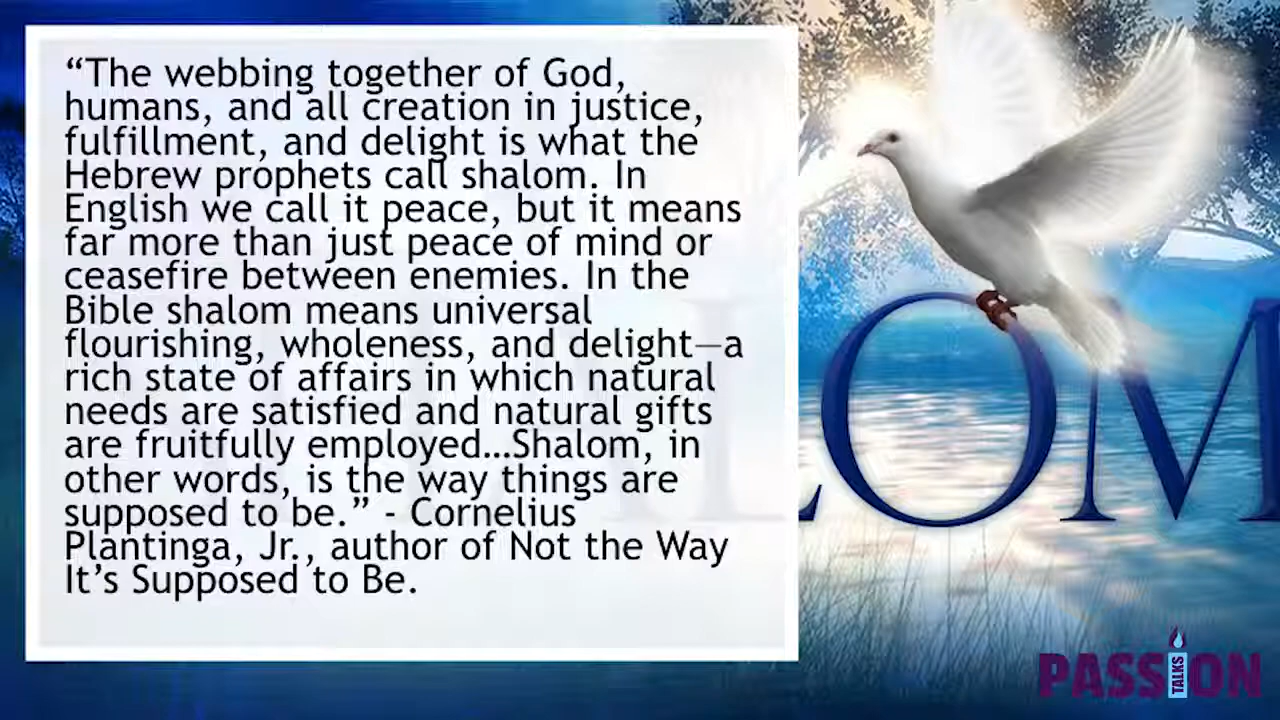 “The webbing together of God,
humans, and all creation in justice,
fulfillment, and delight is what the
Hebrew prophets call shalom. In
English we call it peace, but it means
far more than just peace of mind or
ceasefire between enemies. In the
Bible shalom means universal
flourishing, wholeness, and delight—a
rich state of affairs in which natural
needs are satisfied and natural gifts
are fruitfully employed…Shalom, in
other words, is the way things are
supposed to be.” - Cornelius
Plantinga, Jr., author of Not the Way
It’s Supposed to Be.
LOM
PASSION
TALKS